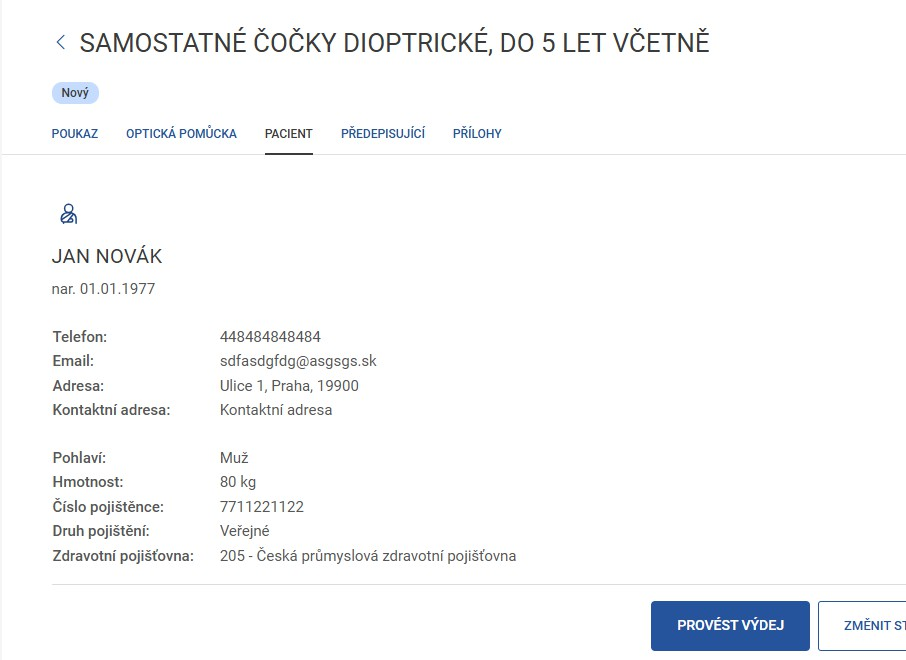 SAMOSTATNÉ ČOČKY DIOPTRICKÉ, DO 5 LET VČETNĚ
Nový
POUKAZ OPTICKÁ POMŮCKA PACIENT PŘEDEPISUJÍCÍ PŘÍLOHY
JAN NOVÁK
nar. 01.01.1977
Telefon: 448484848484
Email: sdfasdgfdg@asgsgs.sk
Adresa: Ulice 1, Praha, 19900
Kontaktní adresa: Kontaktní adresa
Pohlaví: Muž
Hmotnost: 80 kg
Číslo pojištěnce: 7711221122
Druh pojištění: Veřejné
Zdravotní pojišťovna: 205 - Česká průmyslová zdravotní pojišťovna
PROVÉST VÝDEJ ZMĚNIT ST